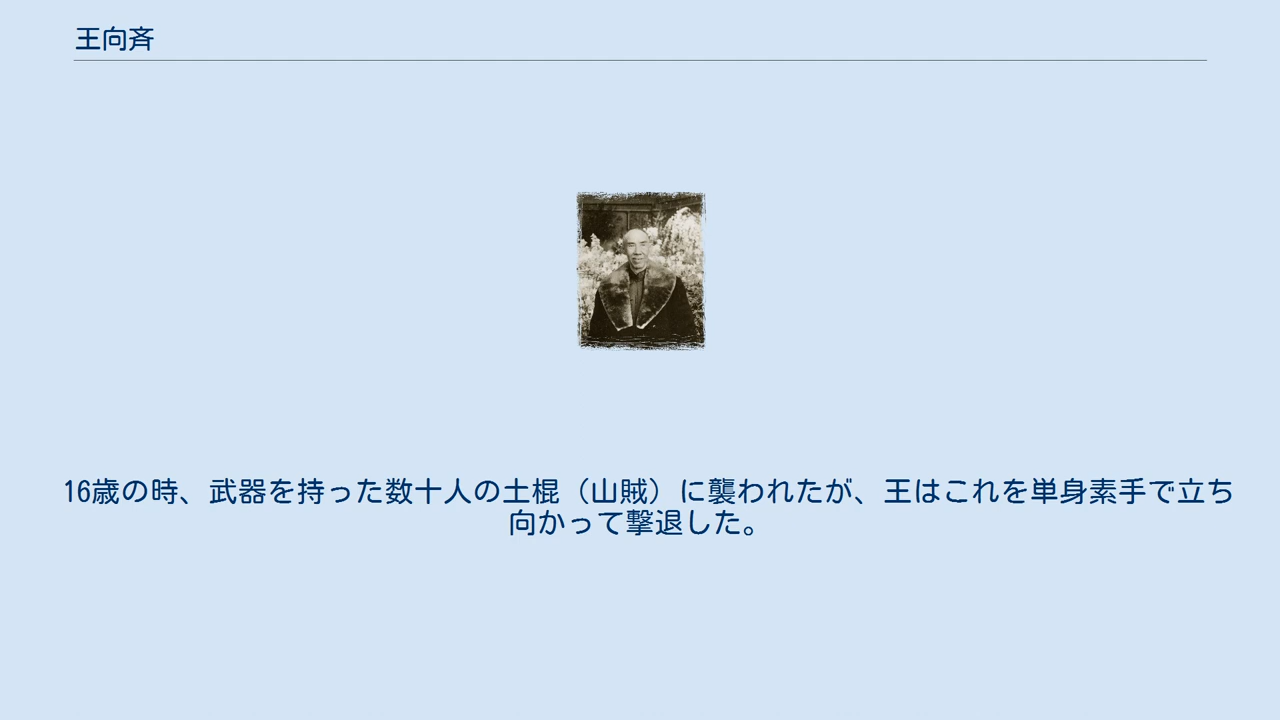 王向斉
16歳の時、武器を持った数十人の土棍（山賊）に襲われたが、王はこれを単身素手で立ち
向かって撃退した。